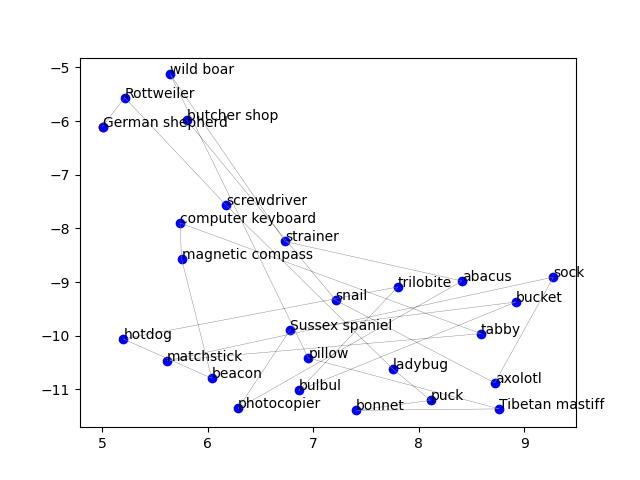 −5
wild boar
Rottweiler
butcher shop
−6
German shepherd
−7
screwdriver
computer keyboard
−8
strainer
magnetic compass
−9
abacus
sock
trilobite
snail
bucket
Sussex spaniel
tabby
−10
hotdog
matchstick
pillow
ladybug
beacon
axolotl
bulbul
−11
puck
photocopier
bonnet
Tibetan mastiff
5 6 7 8 9